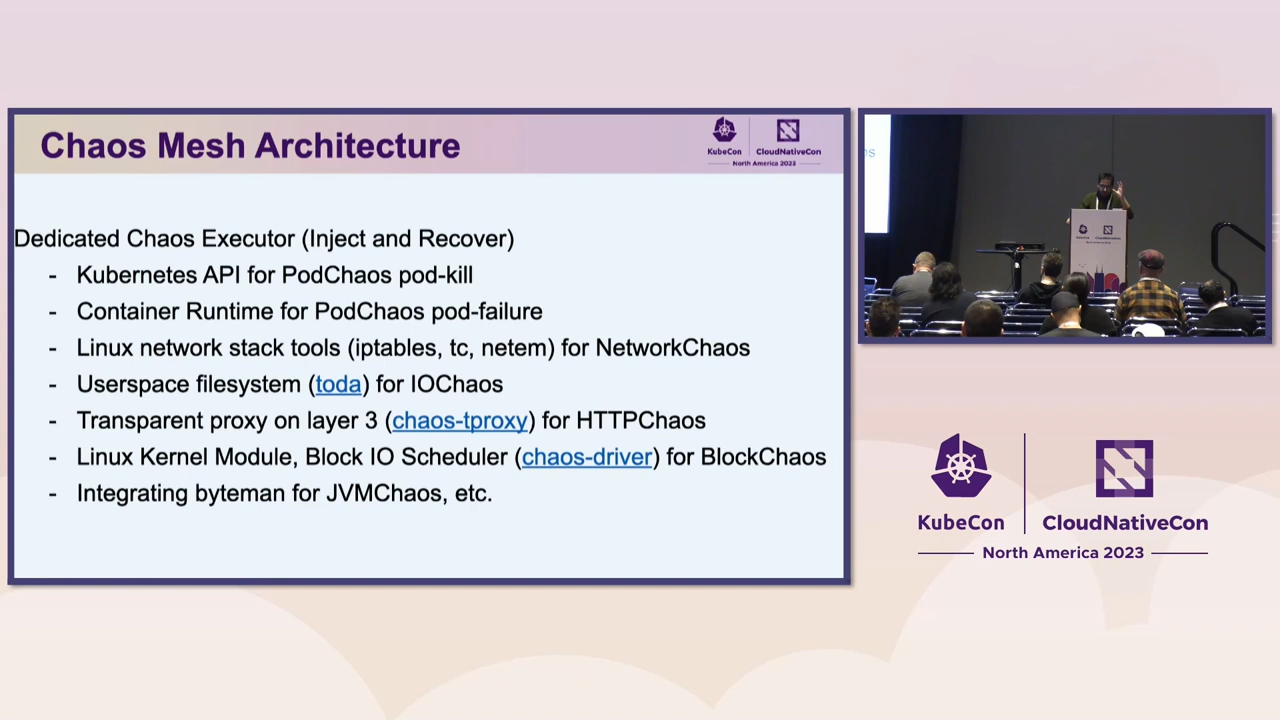 Chaos Mesh Architecture
KubeCon
CloudNativeCon
North America 2023
Dedicated Chaos Executor (Inject and Recover)
- Kubernetes API for PodChaos pod-kill
- Container Runtime for PodChaos pod-failure
- Linux network stack tools (iptables, tc, netem) for NetworkChaos
- Userspace filesystem (toda) for IOChaos
- Transparent proxy on layer 3 (chaos-tproxy) for HTTPChaos
- Linux Kernel Module, Block IO Scheduler (chaos-driver) for BlockChaos
- Integrating byteman for JVMChaos, etc.
KubeCon
CloudNativeCon
North America 2023